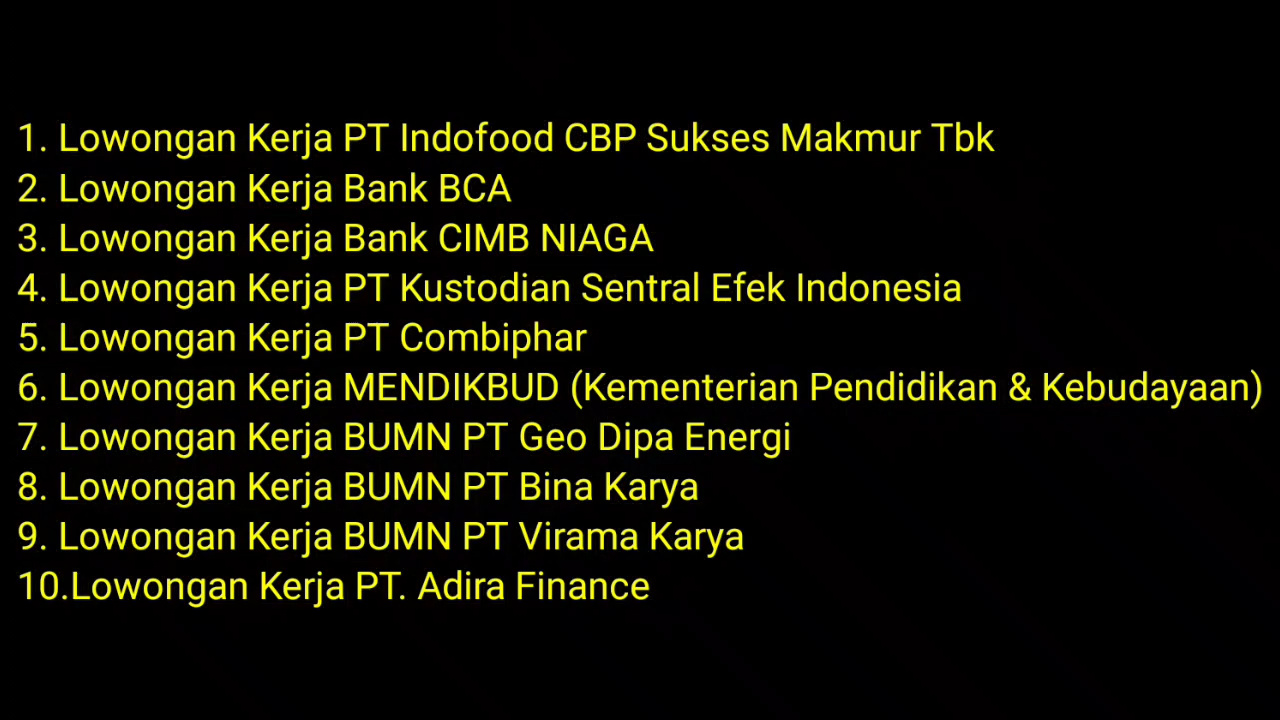 1. Lowongan Kerja PT Indofood CBP Sukses Makmur Tbk
2. Lowongan Kerja Bank BCA
3. Lowongan Kerja Bank CIMB NIAGA
4. Lowongan Kerja PT Kustodian Sentral Efek Indonesia
5. Lowongan Kerja PT Combiphar
6. Lowongan Kerja MENDIKBUD (Kementerian Pendidikan & Kebudayaan)
7. Lowongan Kerja BUMN PT Geo Dipa Energi
8. Lowongan Kerja BUMN PT Bina Karya
9. Lowongan Kerja BUMN PT Virama Karya
10.Lowongan Kerja PT. Adira Finance